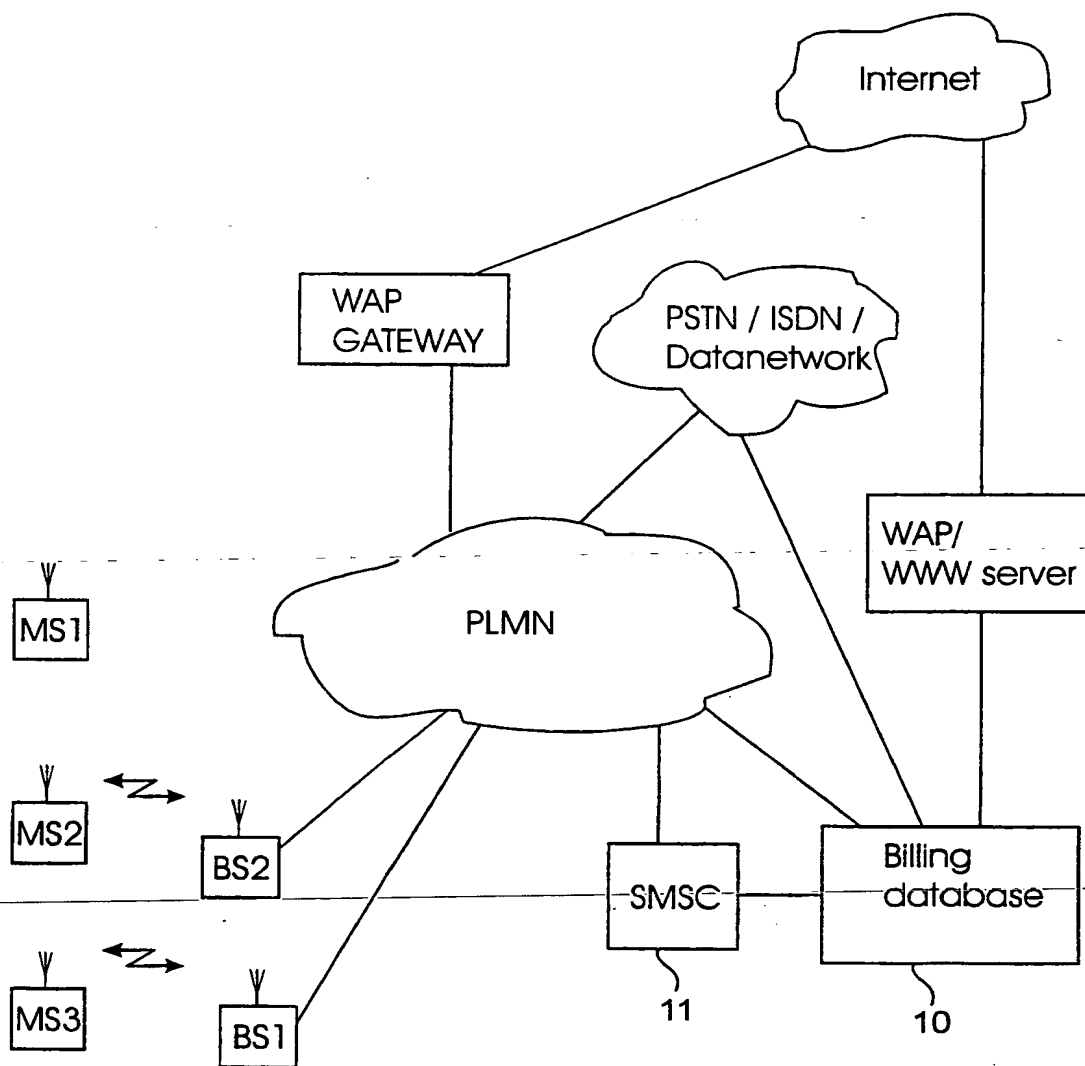 Internet
WAP
GATEWAY
PSTN / ISDN /
Datanetwork
WAP/
WWW server
PLMN
MS1
MS2
BS2
SMSC
Billing
database
MS3
BS1
11
10